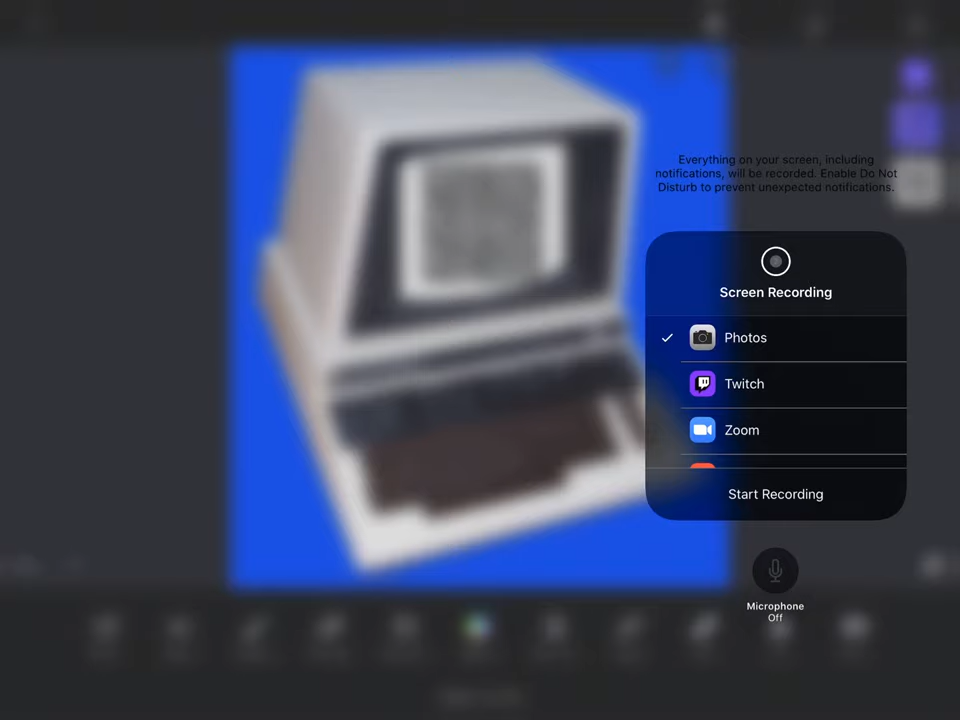 Everything on your screen, including
notifications, will be recorded. Enable Do Not
Disturb to prevent unexpected notifications.
Screen Recording
Photos
Twitch
Zoom
Start Recording
Microphone
Off